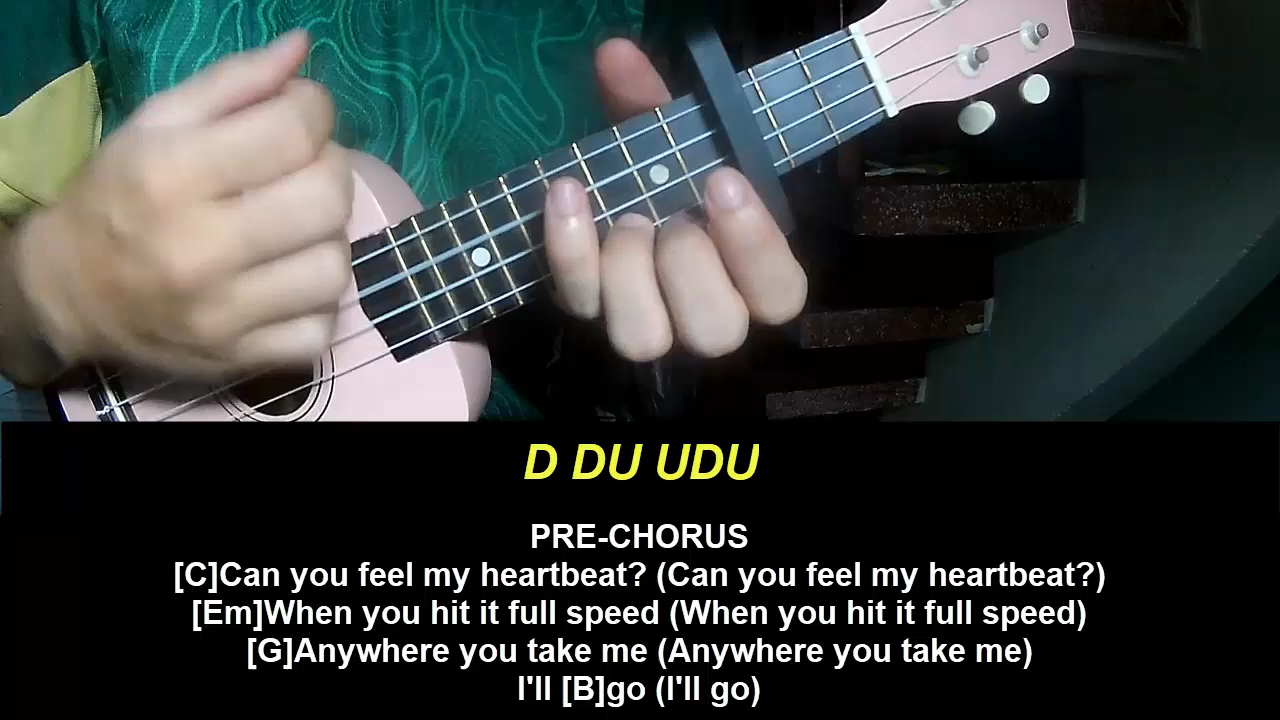 D DU UDU
PRE-CHORUS
[C]Can you feel my heartbeat? (Can you feel my heartbeat?)
[Em]When you hit it full speed (When you hit it full speed)
[G]Anywhere you take me (Anywhere you take me)
I'll [B]go (I'll go)